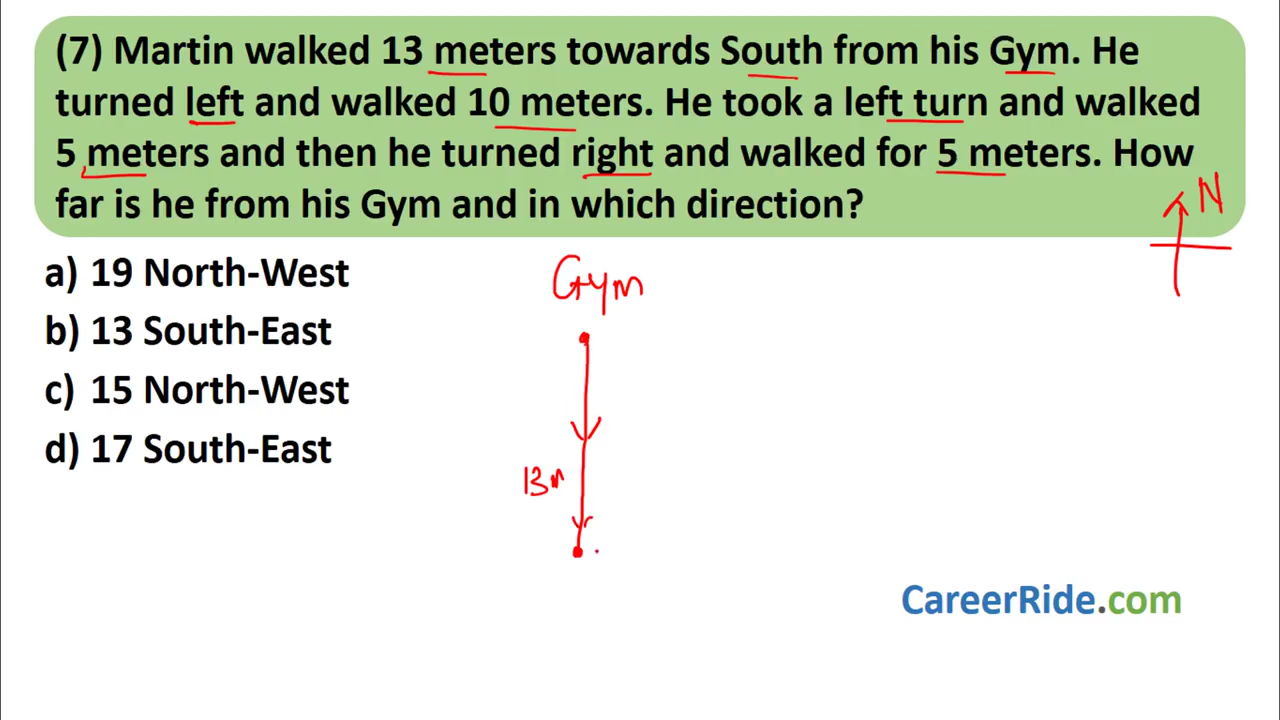 (7) Martin walked 13 meters towards South from his Gym. He
turned left and walked 10 meters. He took a left turn and walked
5 meters and then he turned right and walked for 5 meters. How
far is he from his Gym and in which direction?
N
a) 19 North-West
Gym
b) 13 South-East
c) 15 North-West
d) 17 South-East
13m
CareerRide.com